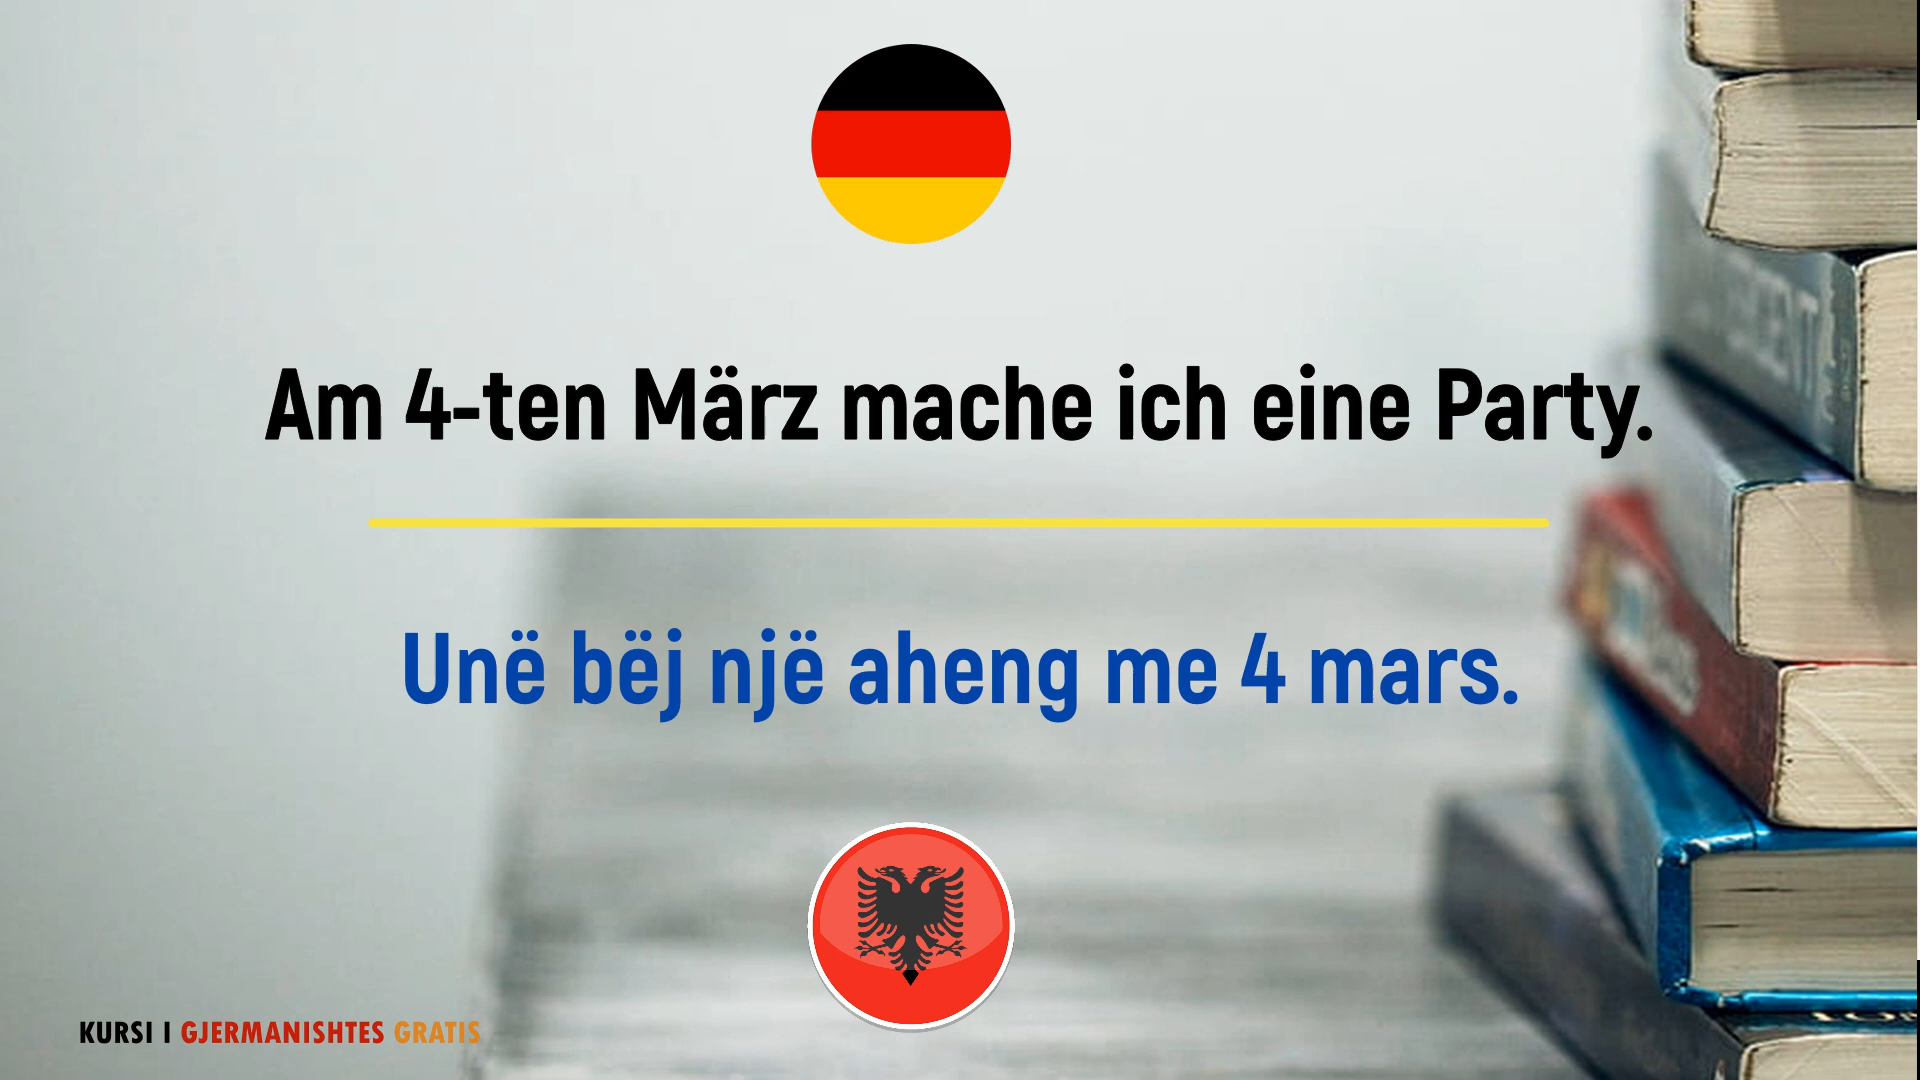 Am 4-ten März mache ich eine Party.
Unë bëj një aheng me 4 mars.
KURSI I GJERMANISHTES GRATIS